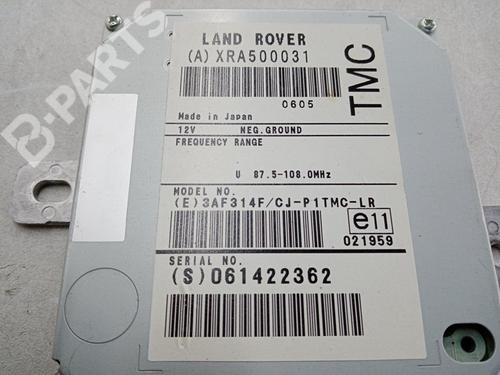 LAND ROVER
(A) XRA500031
0605
TMC
Made in Japan
12V NEG.GROUND
FREQUENCY RANGE
U 87.5-108.0MHz
MODEL NO.
(E)3AF314F/CJ-P1TMC-LR
e11
021959
SERIAL NO.
(S)061422362
B-PARTS